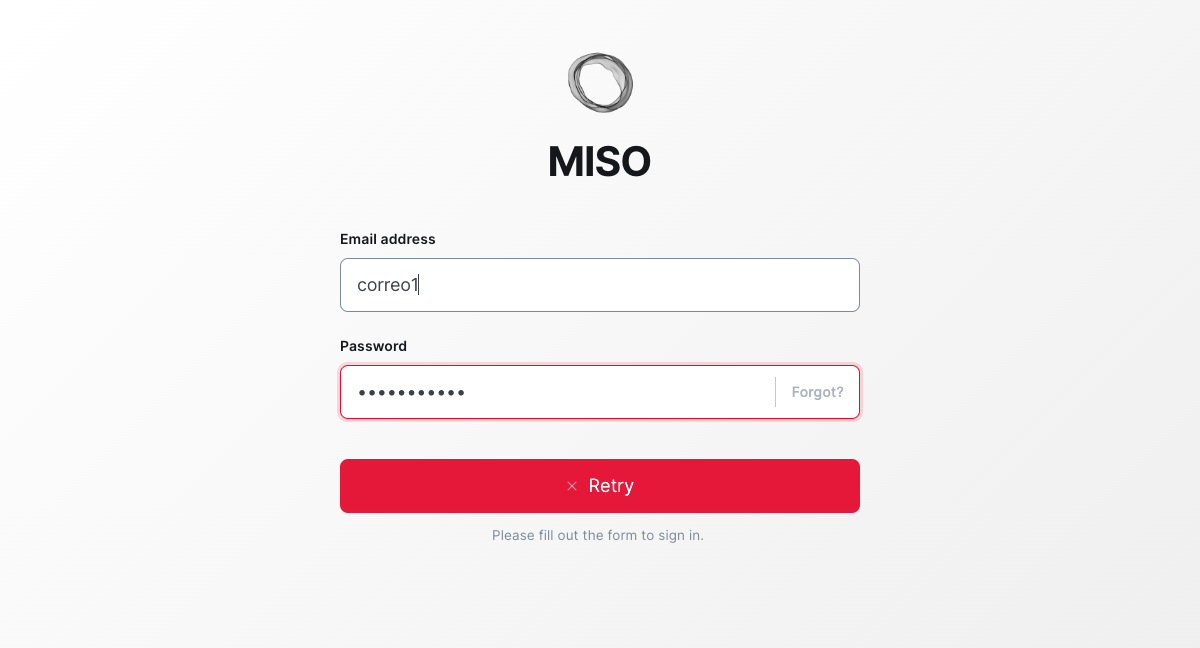 MISO
Email address
correo1
Password
•••••••••••
Forgot?
× Retry
Please fill out the form to sign in.